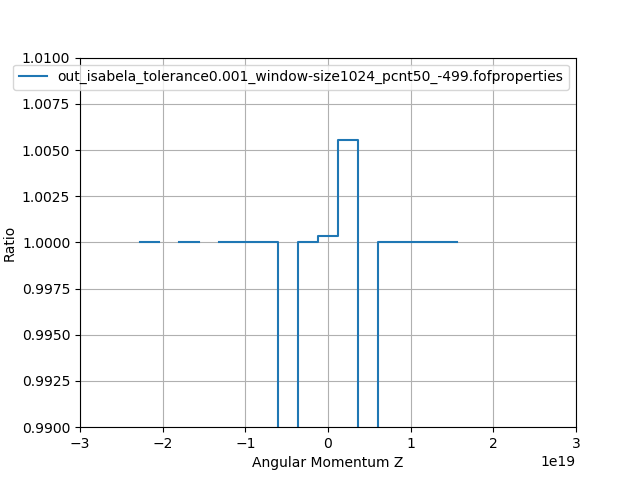 out_isabela_tolerance0.001_window-size1024_pcnt50_-499.fofproperties
1.0100
1.0075
1.0050
1.0025
1.0000
0.9975
0.9950
0.9925
0.9900
Ratio
−3 −2 −1 0 1 2 3
Angular Momentum Z
1e19